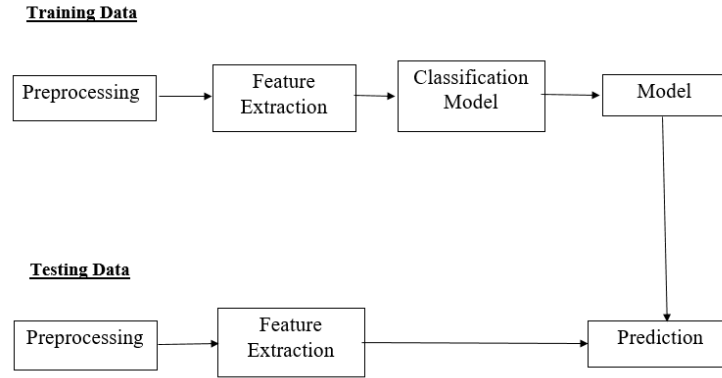 Training Data
Preprocessing
Feature
Extraction
Classification
Model
Model
Testing Data
Preprocessing
Feature
Extraction
Prediction